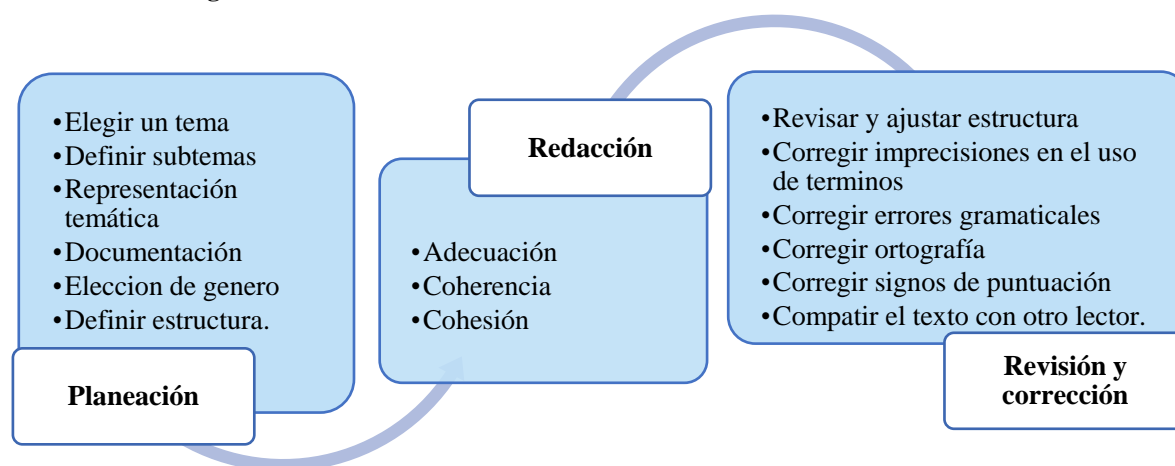 •Elegir un tema
•Definir subtemas
•Representación
temática
•Documentación
•Eleccion de genero
•Definir estructura.
Planeación
Redacción
•Adecuación
•Coherencia
•Cohesión
•Revisar y ajustar estructura
•Corregir imprecisiones en el uso
de terminos
•Corregir errores gramaticales
•Corregir ortografía
•Corregir signos de puntuación
•Compatir el texto con otro lector.
Revisión y
corrección